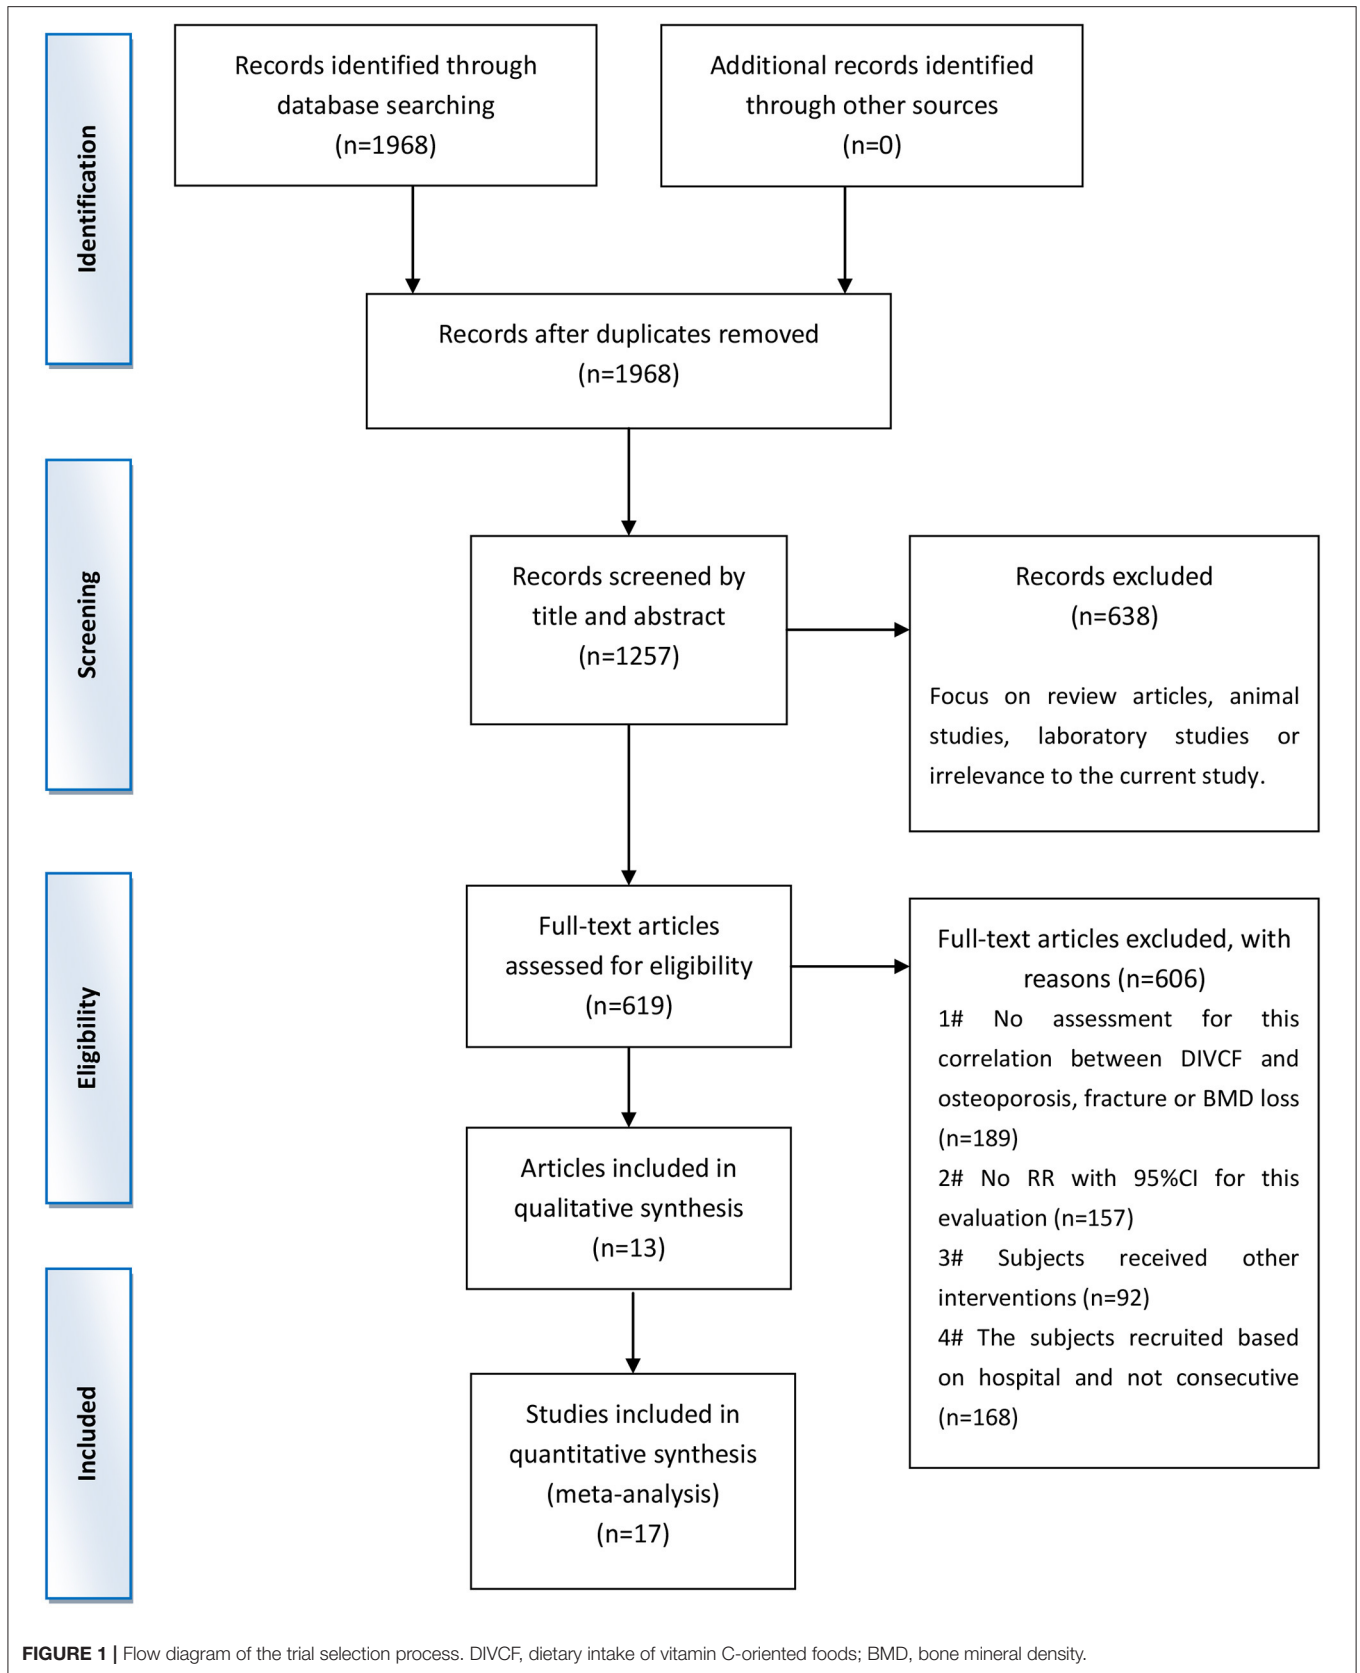 Identification
Records identified through
database searching
(n=1968)
Additional records identified
through other sources
(n=0)
Records after duplicates removed
(n=1968)
Screening
Records screened by
title and abstract
(n=1257)
Records excluded
(n=638)
Focus on review articles, animal
studies, laboratory studies or
irrelevance to the current study.
Eligibility
Full-text articles
assessed for eligibility
(n=619)
Full-text articles excluded, with
reasons (n=606)
1# No assessment for this
correlation between DIVCF and
osteoporosis, fracture or BMD loss
(n=189)
2# No RR with 95%CI for this
evaluation (n=157)
3# Subjects received other
interventions (n=92)
4# The subjects recruited based
on hospital and not consecutive
(n=168)
Articles included in
qualitative synthesis
(n=13)
Included
Studies included in
quantitative synthesis
(meta-analysis)
(n=17)
FIGURE 1 | Flow diagram of the trial selection process. DIVCF, dietary intake of vitamin C-oriented foods; BMD, bone mineral density.